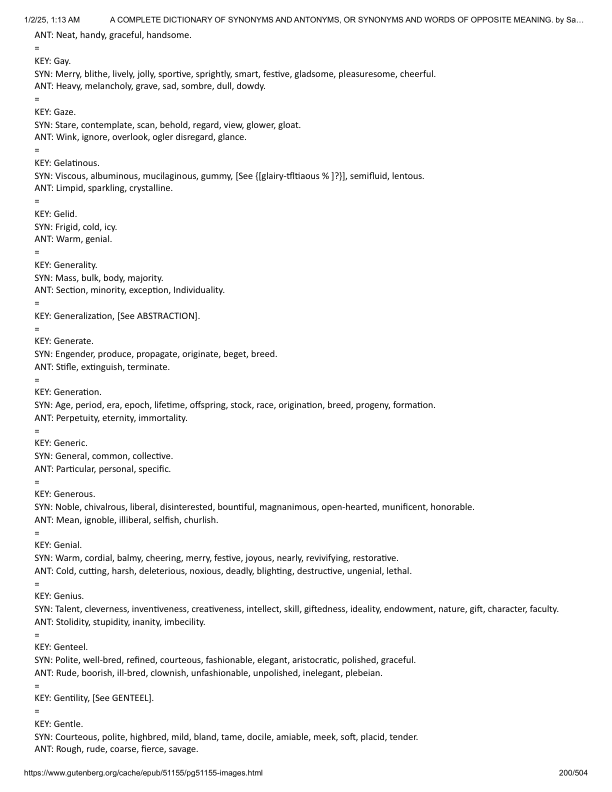 1/2/25, 1:13 AM A COMPLETE DICTIONARY OF SYNONYMS AND ANTONYMS, OR SYNONYMS AND WORDS OF OPPOSITE MEANING. by Sa…
ANT: Neat, handy, graceful, handsome.
=
KEY: Gay.
SYN: Merry, blithe, lively, jolly, sportive, sprightly, smart, festive, gladsome, pleasuresome, cheerful.
ANT: Heavy, melancholy, grave, sad, sombre, dull, dowdy.
=
KEY: Gaze.
SYN: Stare, contemplate, scan, behold, regard, view, glower, gloat.
ANT: Wink, ignore, overlook, ogler disregard, glance.
=
KEY: Gelatinous.
SYN: Viscous, albuminous, mucilaginous, gummy, [See {[glairy-tfltiaous % ]?}], semifluid, lentous.
ANT: Limpid, sparkling, crystalline.
=
KEY: Gelid.
SYN: Frigid, cold, icy.
ANT: Warm, genial.
=
KEY: Generality.
SYN: Mass, bulk, body, majority.
ANT: Section, minority, exception, Individuality.
=
KEY: Generalization, [See ABSTRACTION].
=
KEY: Generate.
SYN: Engender, produce, propagate, originate, beget, breed.
ANT: Stifle, extinguish, terminate.
=
KEY: Generation.
SYN: Age, period, era, epoch, lifetime, offspring, stock, race, origination, breed, progeny, formation.
ANT: Perpetuity, eternity, immortality.
=
KEY: Generic.
SYN: General, common, collective.
ANT: Particular, personal, specific.
=
KEY: Generous.
SYN: Noble, chivalrous, liberal, disinterested, bountiful, magnanimous, open-hearted, munificent, honorable.
ANT: Mean, ignoble, illiberal, selfish, churlish.
=
KEY: Genial.
SYN: Warm, cordial, balmy, cheering, merry, festive, joyous, nearly, revivifying, restorative.
ANT: Cold, cutting, harsh, deleterious, noxious, deadly, blighting, destructive, ungenial, lethal.
=
KEY: Genius.
SYN: Talent, cleverness, inventiveness, creativeness, intellect, skill, giftedness, ideality, endowment, nature, gift, character, faculty.
ANT: Stolidity, stupidity, inanity, imbecility.
=
KEY: Genteel.
SYN: Polite, well-bred, refined, courteous, fashionable, elegant, aristocratic, polished, graceful.
ANT: Rude, boorish, ill-bred, clownish, unfashionable, unpolished, inelegant, plebeian.
=
KEY: Gentility, [See GENTEEL].
=
KEY: Gentle.
SYN: Courteous, polite, highbred, mild, bland, tame, docile, amiable, meek, soft, placid, tender.
ANT: Rough, rude, coarse, fierce, savage.
https://www.gutenberg.org/cache/epub/51155/pg51155-images.html 200/504